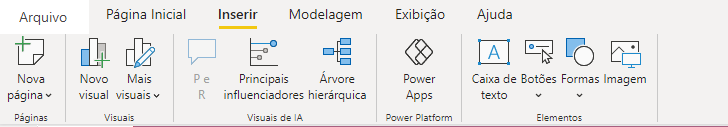 Arquivo Página Inicial Inserir Modelagem Exibição Ajuda
Nova página
Novo visual
Mais visuais
P e R
Principais influenciadores
Árvore hierárquica
Power Apps
A
Caixa de texto
Botões
Formas
Imagem
Páginas Visuais Visuais de IA Power Platform Elementos